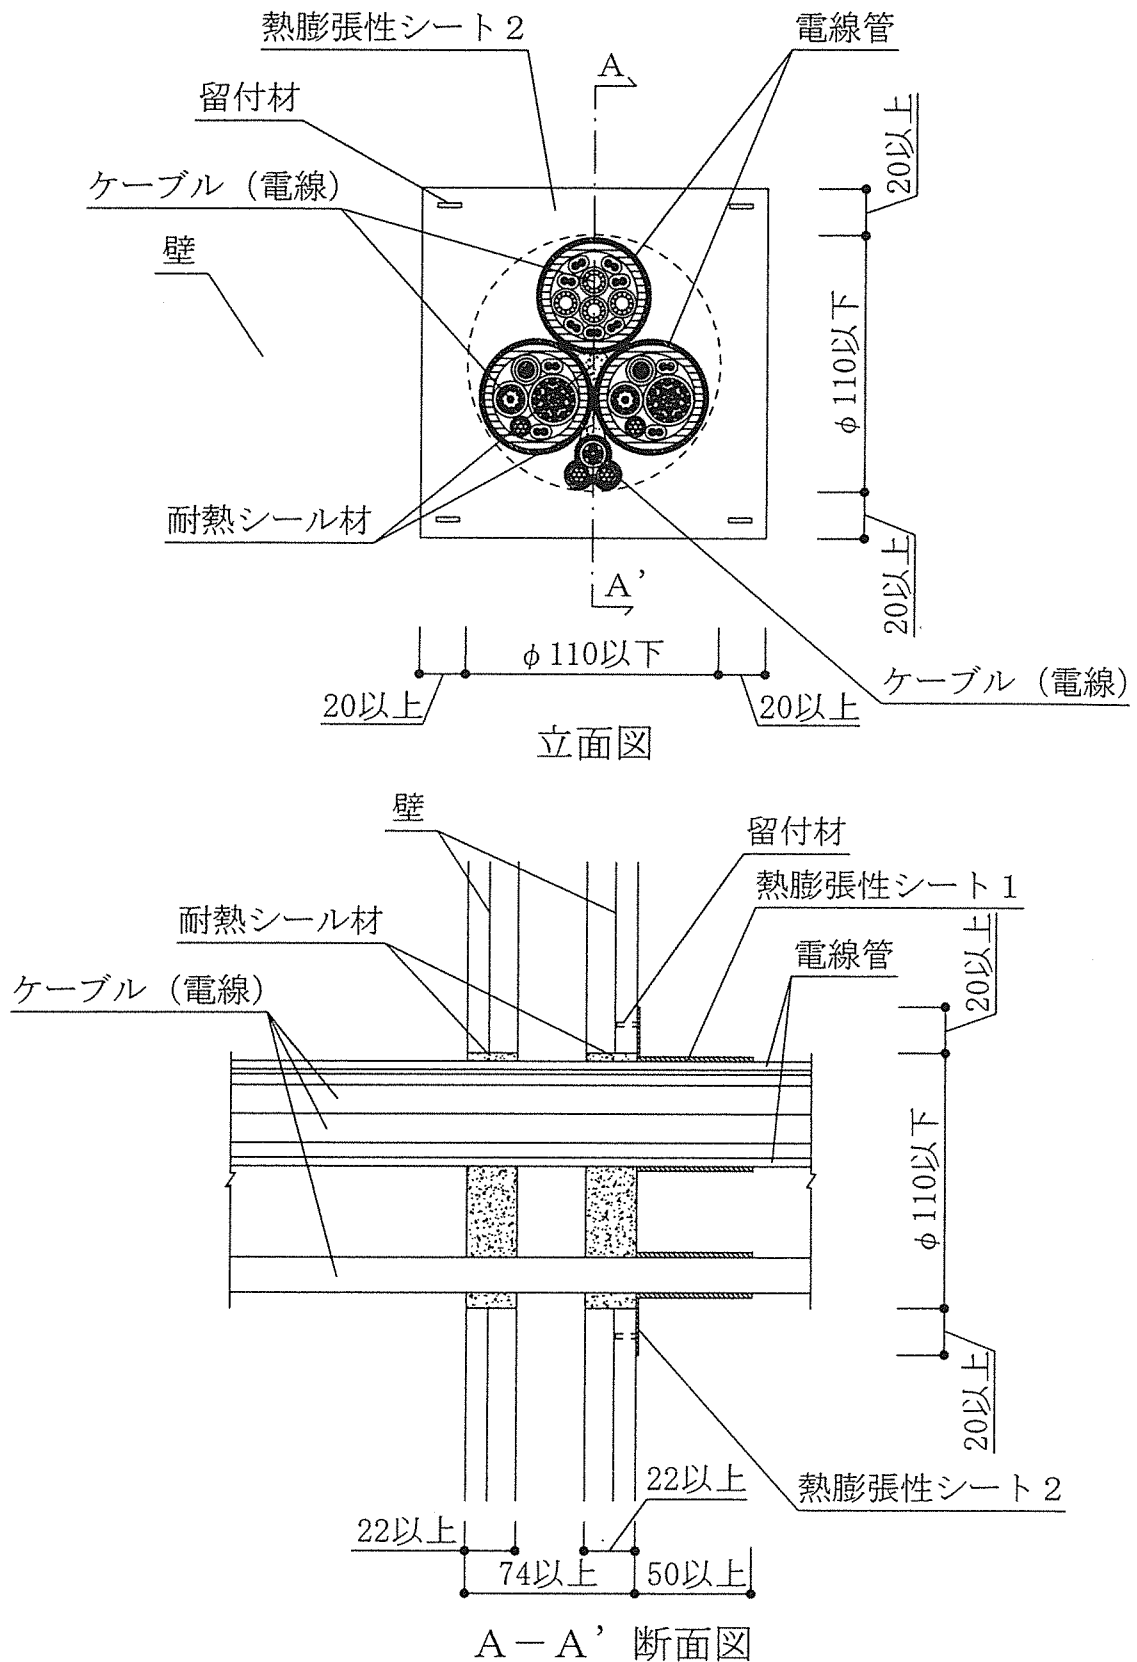 熱膨張性シート2
電線管
A
留付材
20以上
ケーブル（電線）
壁
φ110以下
耐熱シール材
20以上
A’
φ110以下
ケーブル（電線）
20以上
20以上
立面図
壁
留付材
熱膨張性シート1
耐熱シール材
電線管
20以上
ケーブル（電線）
φ110以下
20以上
22以上
熱膨張性シート2
22以上
74以上
50以上
A－A’断面図